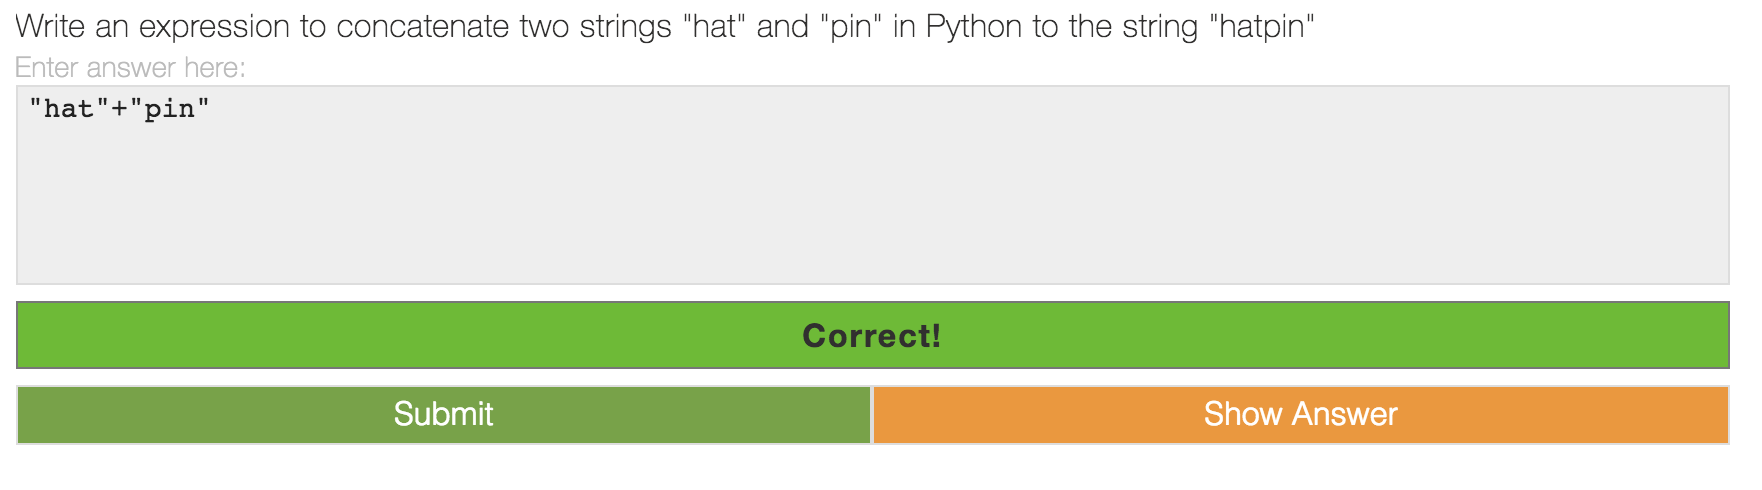 Write an expression to concatenate two strings "hat" and "pin" in Python to the string "hatpin"
Enter answer here:
"hat"+"pin"
Correct!
Submit
Show Answer